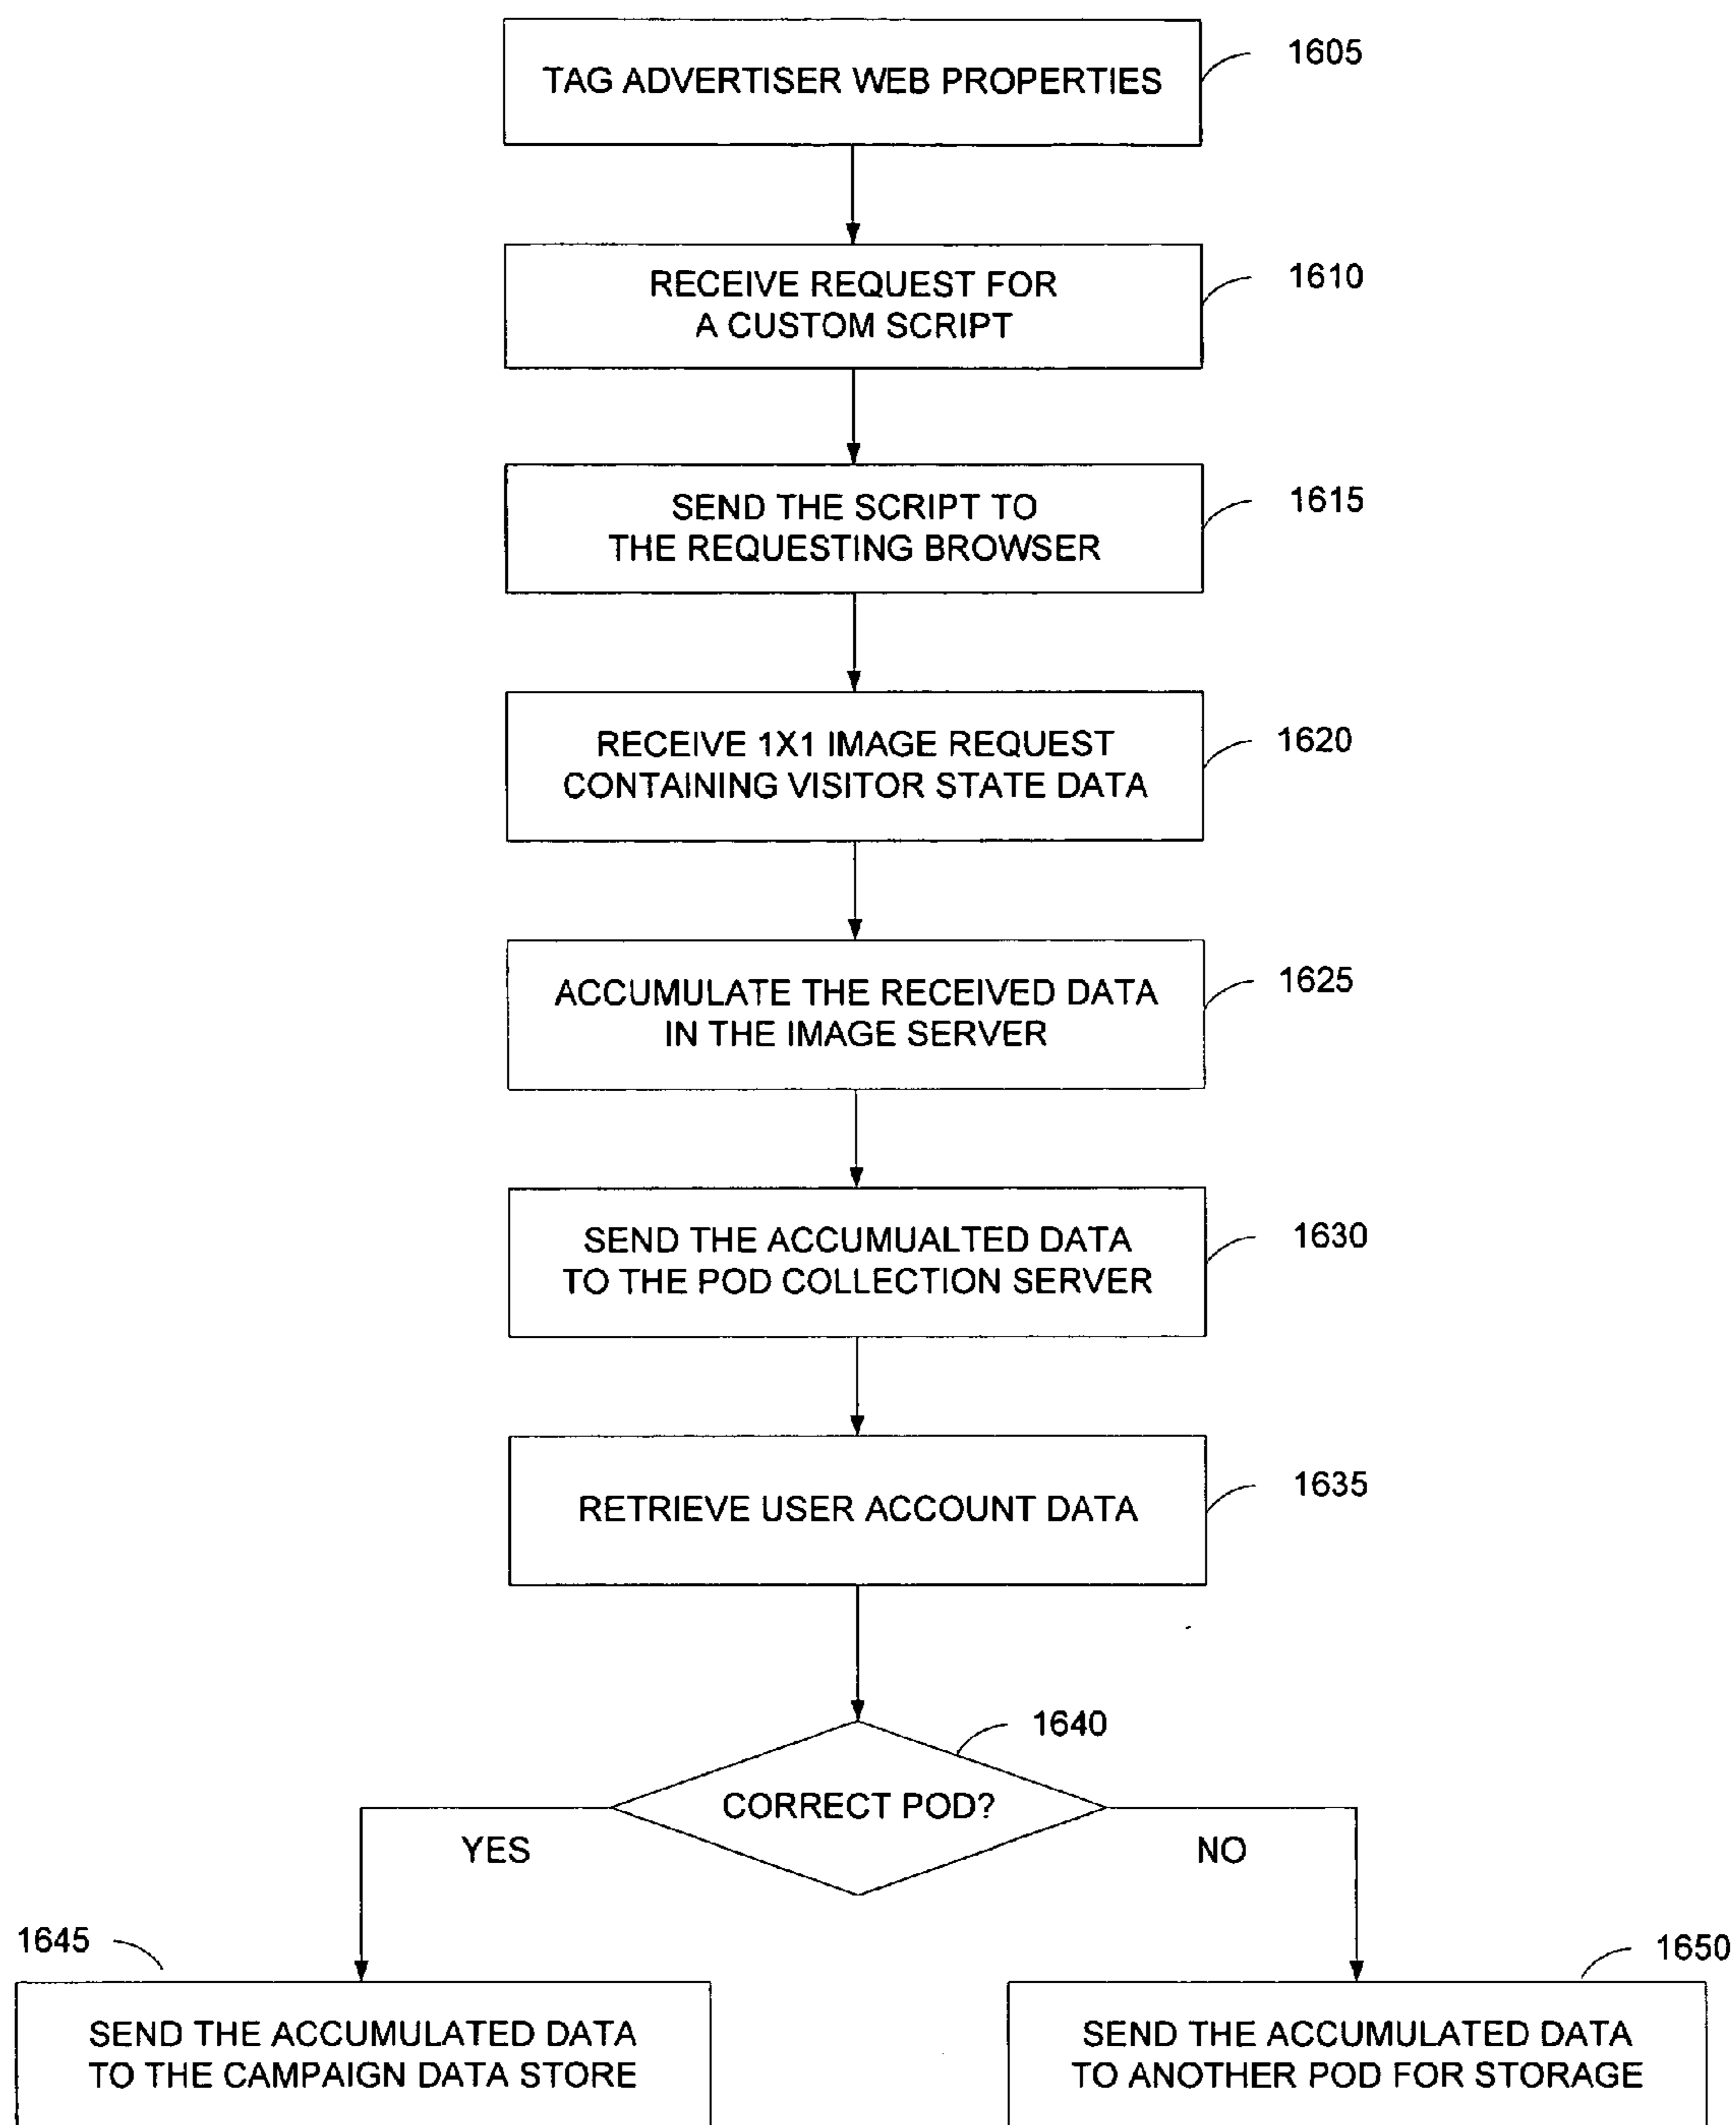 TAG ADVERTISER WEB PROPERTIES
1605
RECEIVE REQUEST FOR
A CUSTOM SCRIPT
1610
SEND THE SCRIPT TO
THE REQUESTING BROWSER
1615
RECEIVE 1X1 IMAGE REQUEST
CONTAINING VISITOR STATE DATA
1620
ACCUMULATE THE RECEIVED DATA
IN THE IMAGE SERVER
1625
SEND THE ACCUMUALTED DATA
TO THE POD COLLECTION SERVER
1630
RETRIEVE USER ACCOUNT DATA
1635
1640
CORRECT POD?
YES
NO
1645
SEND THE ACCUMULATED DATA
TO THE CAMPAIGN DATA STORE
1650
SEND THE ACCUMULATED DATA
TO ANOTHER POD FOR STORAGE